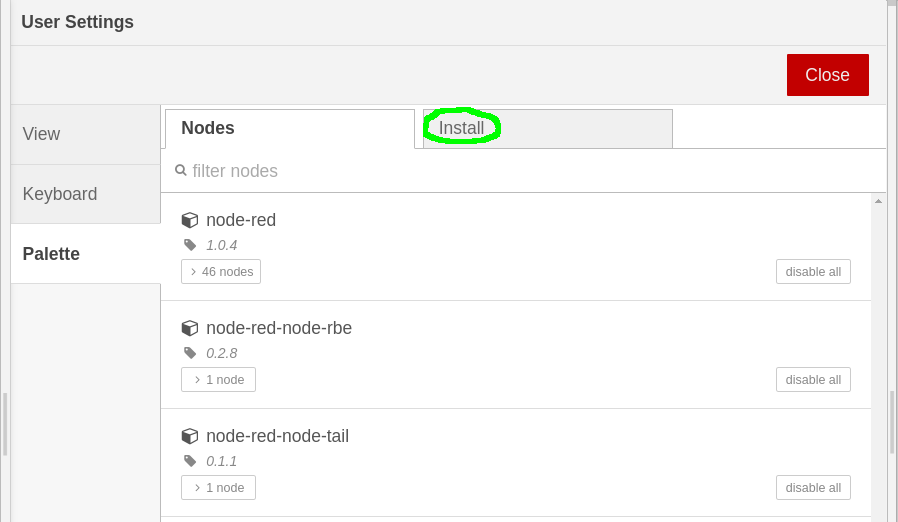 User Settings
Close
View
Keyboard
Palette
Nodes
Install
filter nodes
node-red
1.0.4
46 nodes
disable all
node-red-node-rbe
0.2.8
1 node
disable all
node-red-node-tail
0.1.1
1 node
disable all